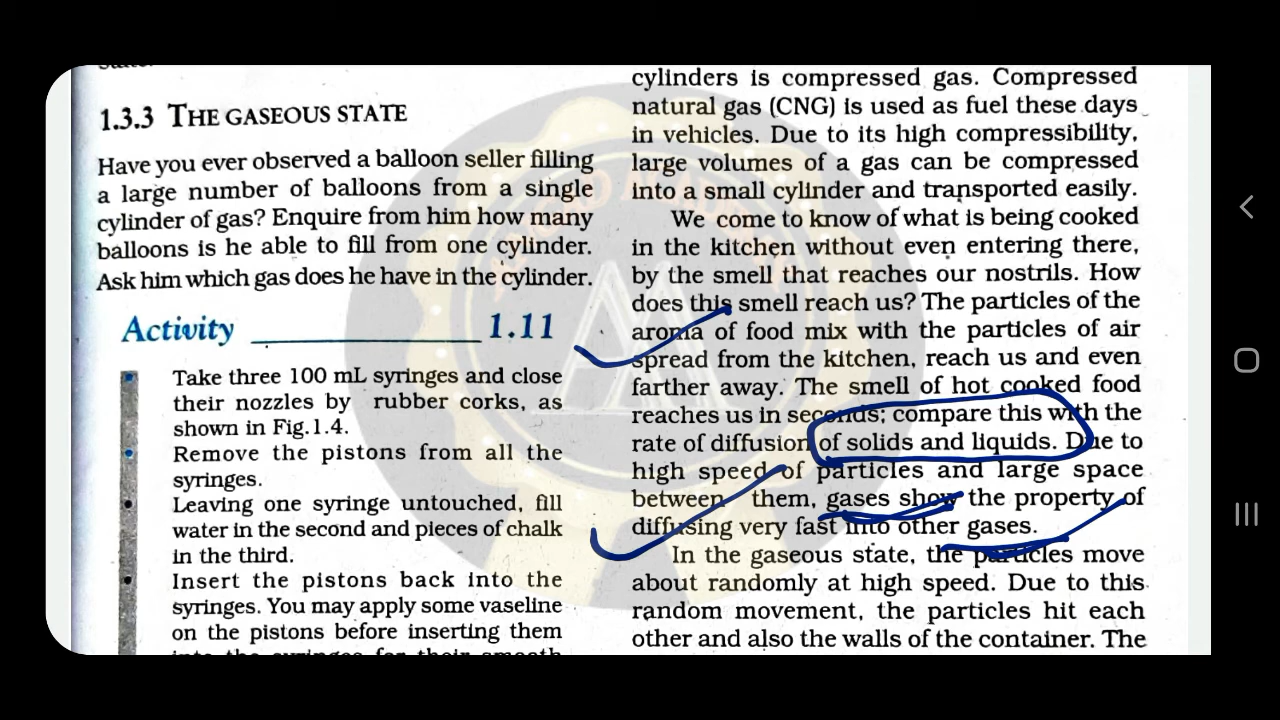 1.3.3 THE GASEOUS STATE
Have you ever observed a balloon seller filling
a large number of balloons from a single
cylinder of gas? Enquire from him how many
balloons is he able to fill from one cylinder.
Ask him which gas does he have in the cylinder.
Activity 1.11
Take three 100 mL syringes and close
their nozzles by rubber corks, as
shown in Fig.1.4.
Remove the pistons from all the
syringes.
Leaving one syringe untouched, fill
water in the second and pieces of chalk
in the third.
Insert the pistons back into the
syringes. You may apply some vaseline
on the pistons before inserting them
into the syringes for their smooth
cylinders is compressed gas. Compressed
natural gas (CNG) is used as fuel these days
in vehicles. Due to its high compressibility,
large volumes of a gas can be compressed
into a small cylinder and transported easily.
We come to know of what is being cooked
in the kitchen without even entering there,
by the smell that reaches our nostrils. How
does this smell reach us? The particles of the
aroma of food mix with the particles of air
spread from the kitchen, reach us and even
farther away. The smell of hot cooked food
reaches us in seconds; compare this with the
rate of diffusion of solids and liquids. Due to
high speed of particles and large space
between them, gases show the property of
diffusing very fast into other gases.
In the gaseous state, the particles move
about randomly at high speed. Due to this
random movement, the particles hit each
other and also the walls of the container. The